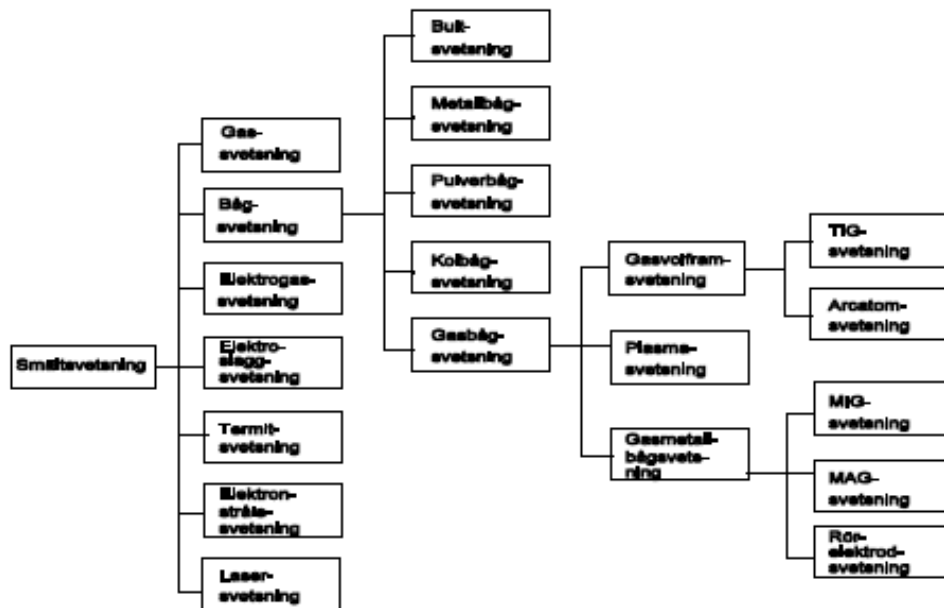 Smältsvetsning
Gas-
svetsning
Båg-
svetsning
Elektrogas-
svetsning
Elektro-
slagg-
svetsning
Termit-
svetsning
Elektron-
stråle-
svetsning
Laser-
svetsning
Bult-
svetsning
Metallbåg-
svetsning
Pulverbåg-
svetsning
Kolbåg-
svetsning
Gasbåg-
svetsning
Gasvolfram-
svetsning
Plasma-
svetsning
Gasmetall-
bågsvets-
ning
TIG-
svetsning
Arcatom-
svetsning
MIG-
svetsning
MAG-
svetsning
Rör-
elektrod-
svetsning